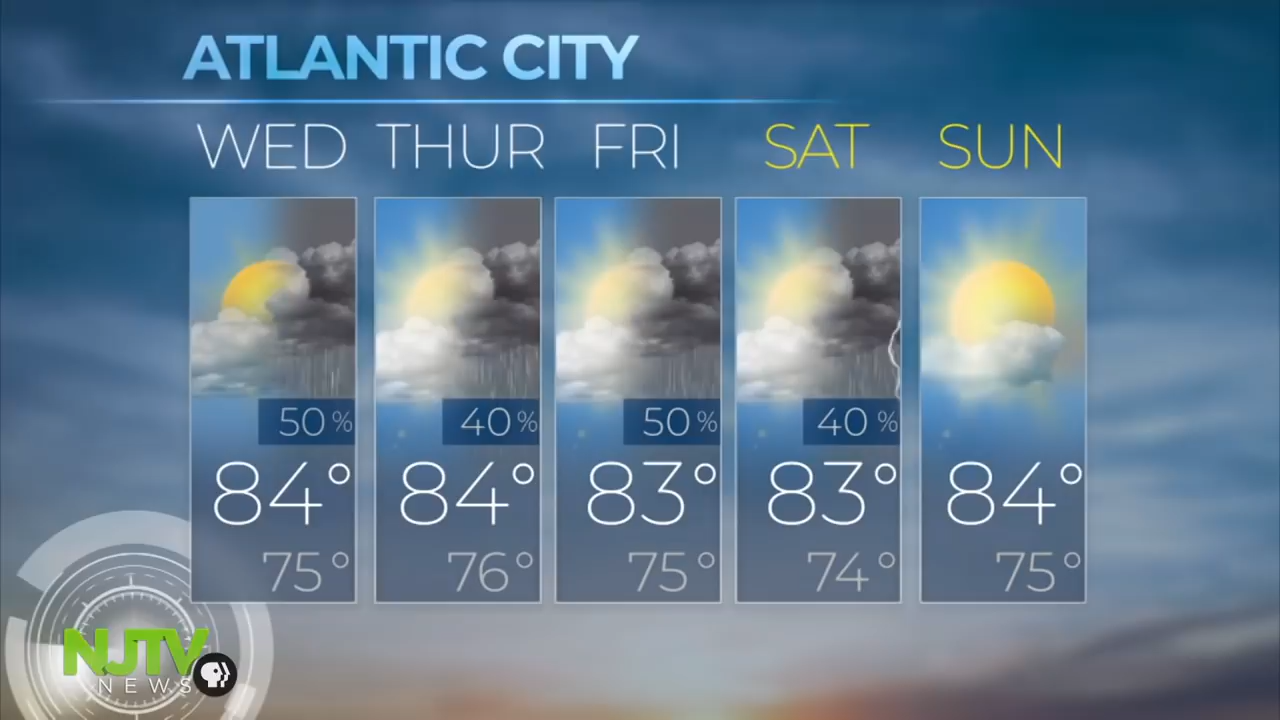 ATLANTIC CITY
WED THUR FRI SAT SUN
50% 40% 50% 40%
84° 84° 83° 83° 84°
75° 76° 75° 74° 75°
NJTV
NEWS